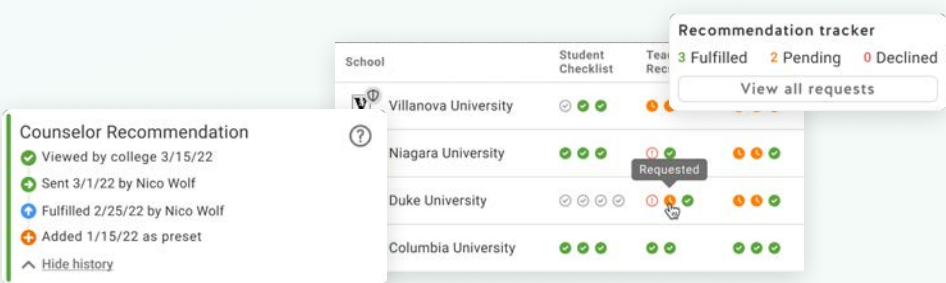 Recommendation tracker
3 Fulfilled 2 Pending 0 Declined
View all requests
School Student Checklist
Villanova University
Niagara University
Requested
Duke University
Columbia University
Counselor Recommendation
Viewed by college 3/15/22
Sent 3/1/22 by Nico Wolf
Fulfilled 2/25/22 by Nico Wolf
Added 1/15/22 as preset
Hide history